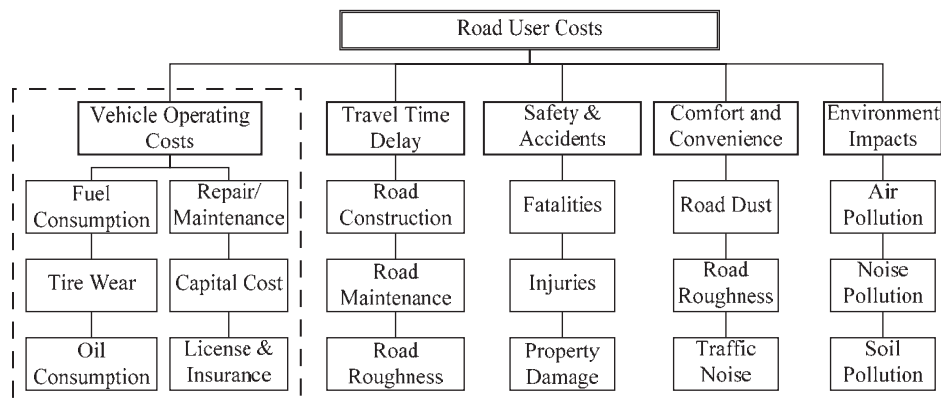 Road User Costs
Vehicle Operating
Costs
Travel Time
Delay
Safety &
Accidents
Comfort and
Convenience
Environment
Impacts
Fuel
Consumption
Repair/
Maintenance
Road
Construction
Fatalities
Road Dust
Air
Pollution
Tire Wear
Capital Cost
Road
Maintenance
Injuries
Road
Roughness
Noise
Pollution
Oil
Consumption
License &
Insurance
Road
Roughness
Property
Damage
Traffic
Noise
Soil
Pollution